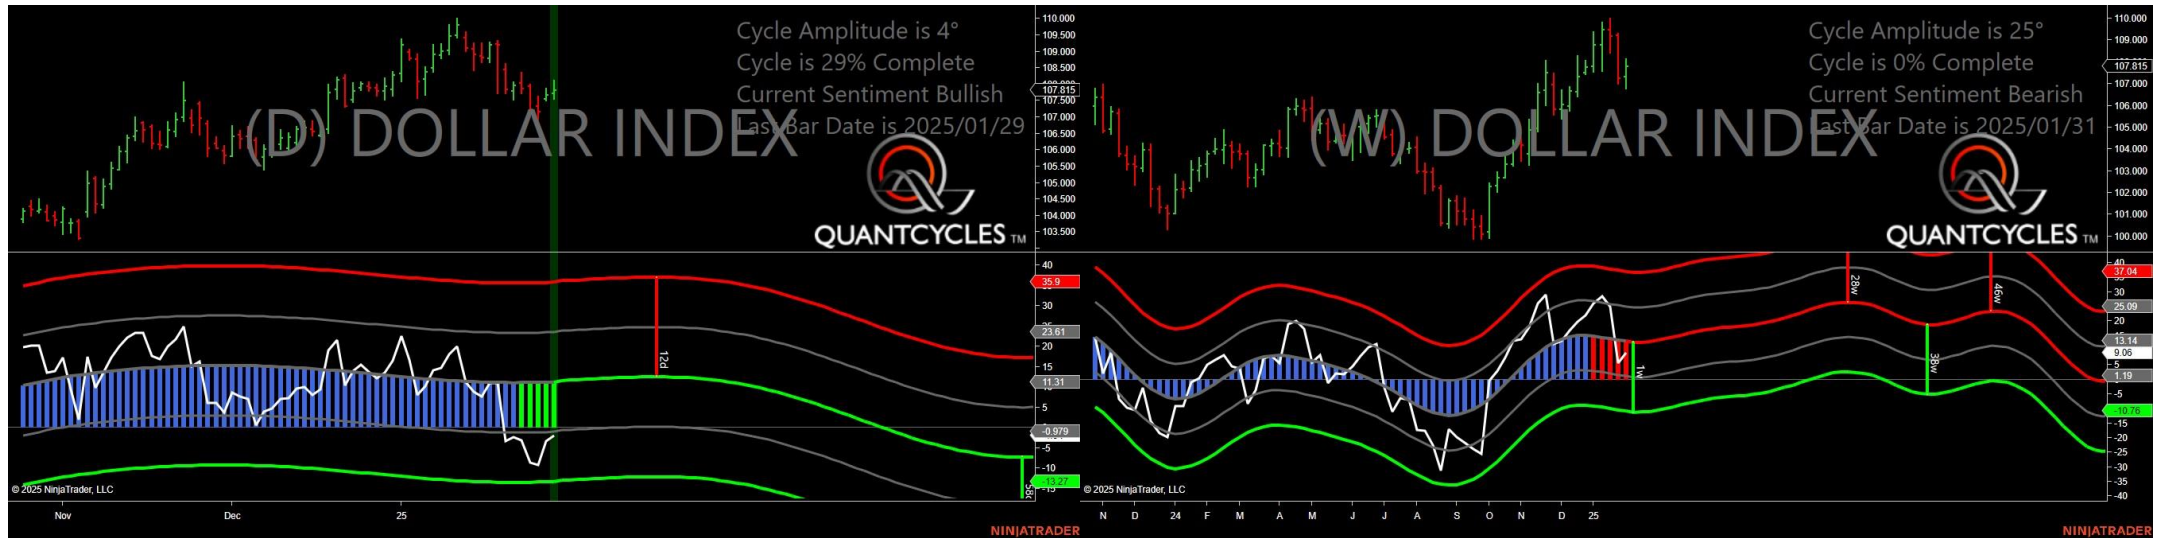 Cycle Amplitude is 4°
Cycle is 29% Complete
Current Sentiment Bullish
Last Bar Date is 2025/01/29
(D) DOLLAR INDEX
QUANTCYCLES TM
110.000
109.500
109.000
108.500
107.815
107.500
107.000
106.500
106.000
105.500
105.000
104.500
104.000
103.500
40
35.9
30
23.61
20
15
11.31
5
-0.979
-5
-10
-13.27
12d
© 2025 NinjaTrader, LLC
Nov
Dec
25
NINJATRADER
Cycle Amplitude is 25°
Cycle is 0% Complete
Current Sentiment Bearish
Last Bar Date is 2025/01/31
(W) DOLLAR INDEX
QUANTCYCLES TM
110.000
109.000
107.815
107.000
106.000
105.000
104.000
103.000
102.000
101.000
100.000
40
37.04
30
25.09
20
13.14
9.06
5
1.19
-5
-10.76
-15
-20
-25
-30
-35
-40
1w
28w
38w
46w
© 2025 NinjaTrader, LLC
N
D
24
F
M
A
M
J
J
A
S
O
N
D
25
NINJATRADER